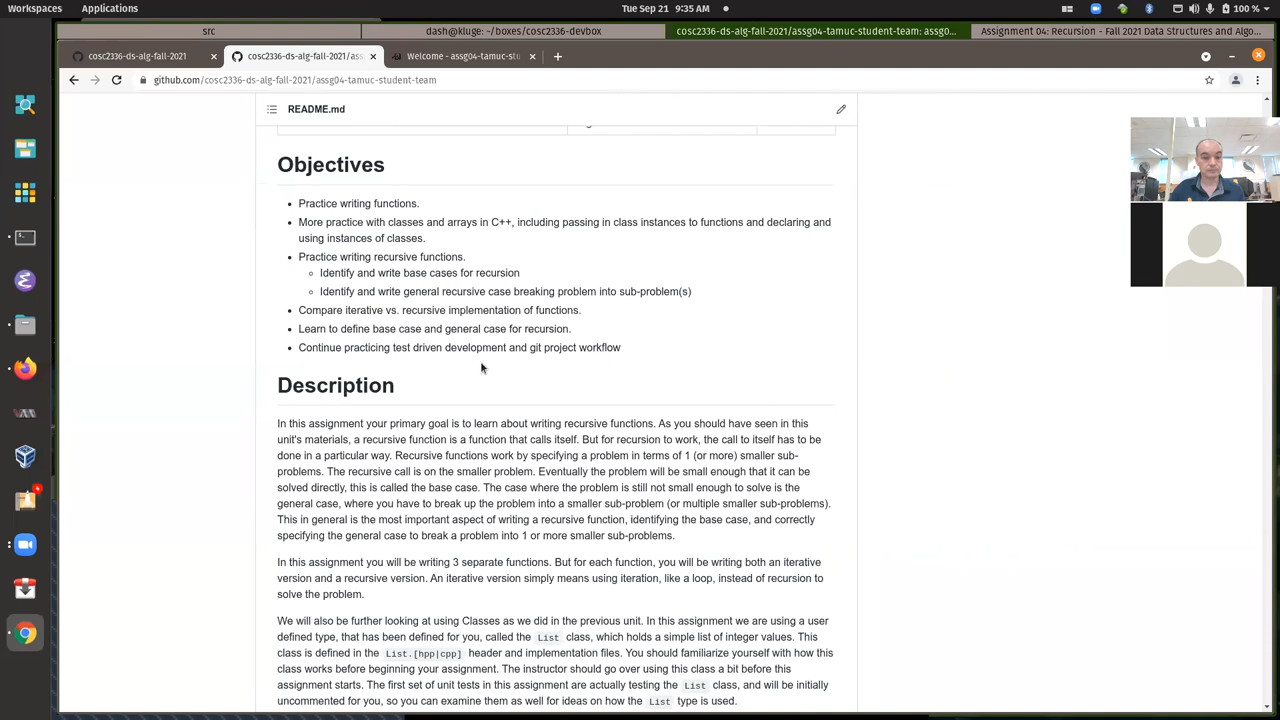 Workspaces Applications Tue Sep 21 9:35 AM 100 %
src dash@kluge: ~/boxes/cosc2336-devbox cosc2336-ds-alg-fall-2021/assg04-tamuc-student-team: assg0... Assignment 04: Recursion - Fall 2021 Data Structures and Algo...
cosc2336-ds-alg-fall-2021 cosc2336-ds-alg-fall-2021/ass Welcome - assg04-tamuc-stu
github.com/cosc2336-ds-alg-fall-2021/assg04-tamuc-student-team
README.md
Objectives
• Practice writing functions.
• More practice with classes and arrays in C++, including passing in class instances to functions and declaring and
using instances of classes.
• Practice writing recursive functions.
◦ Identify and write base cases for recursion
◦ Identify and write general recursive case breaking problem into sub-problem(s)
• Compare iterative vs. recursive implementation of functions.
• Learn to define base case and general case for recursion.
• Continue practicing test driven development and git project workflow
Description
In this assignment your primary goal is to learn about writing recursive functions. As you should have seen in this
unit's materials, a recursive function is a function that calls itself. But for recursion to work, the call to itself has to be
done in a particular way. Recursive functions work by specifying a problem in terms of 1 (or more) smaller sub-
problems. The recursive call is on the smaller problem. Eventually the problem will be small enough that it can be
solved directly, this is called the base case. The case where the problem is still not small enough to solve is the
general case, where you have to break up the problem into a smaller sub-problem (or multiple smaller sub-problems).
This in general is the most important aspect of writing a recursive function, identifying the base case, and correctly
specifying the general case to break a problem into 1 or more smaller sub-problems.
In this assignment you will be writing 3 separate functions. But for each function, you will be writing both an iterative
version and a recursive version. An iterative version simply means using iteration, like a loop, instead of recursion to
solve the problem.
We will also be further looking at using Classes as we did in the previous unit. In this assignment we are using a user
defined type, that has been defined for you, called the List class, which holds a simple list of integer values. This
class is defined in the List.[hpp|cpp] header and implementation files. You should familiarize yourself with how this
class works before beginning your assignment. The instructor should go over using this class a bit before this
assignment starts. The first set of unit tests in this assignment are actually testing the List class, and will be initially
uncommented for you, so you can examine them as well for ideas on how the List type is used.